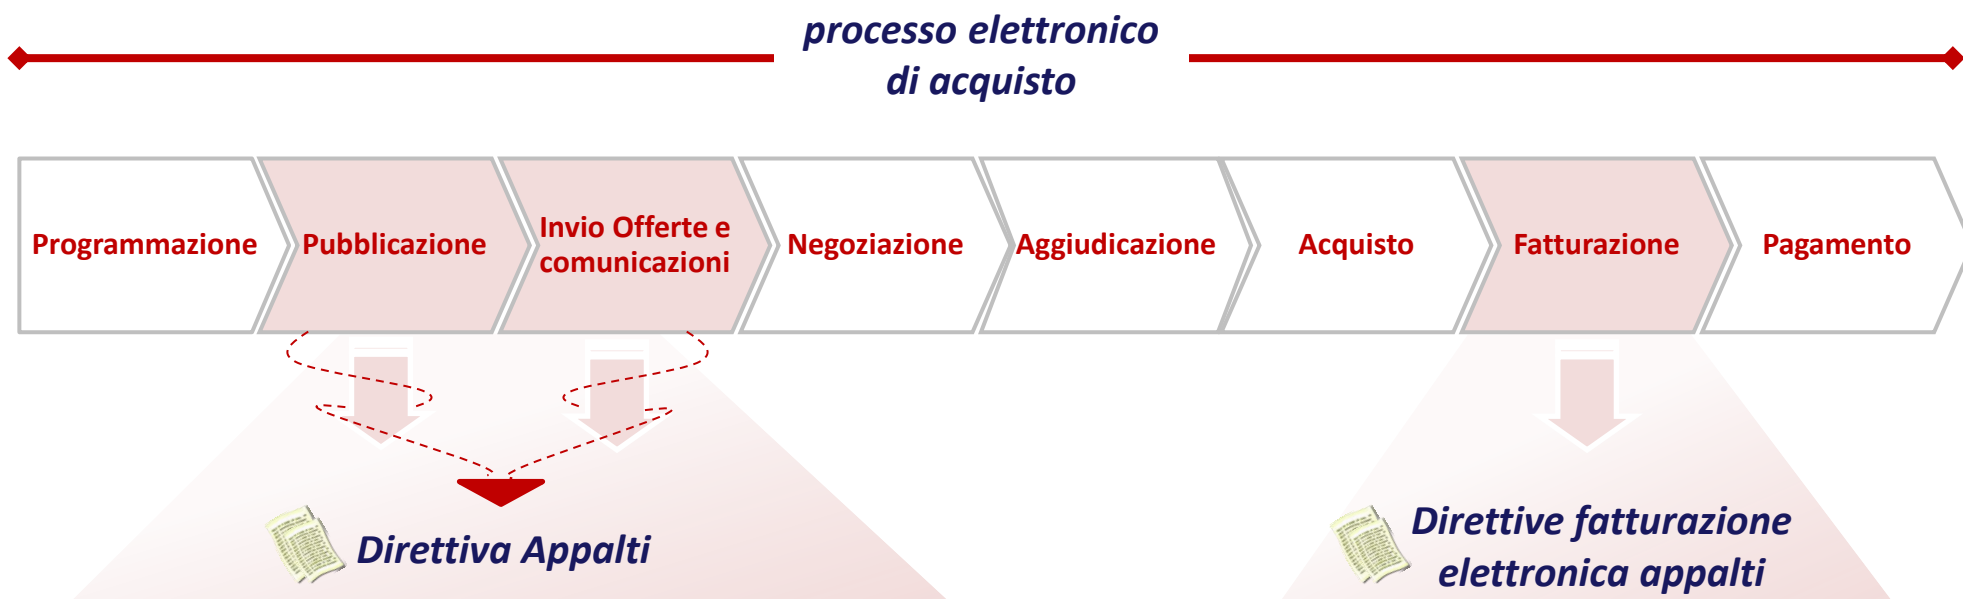 processo elettronico
di acquisto
Programmazione
Pubblicazione
Invio Offerte e
comunicazioni
Negoziazione
Aggiudicazione
Acquisto
Fatturazione
Pagamento
Direttiva Appalti
Direttive fatturazione
elettronica appalti